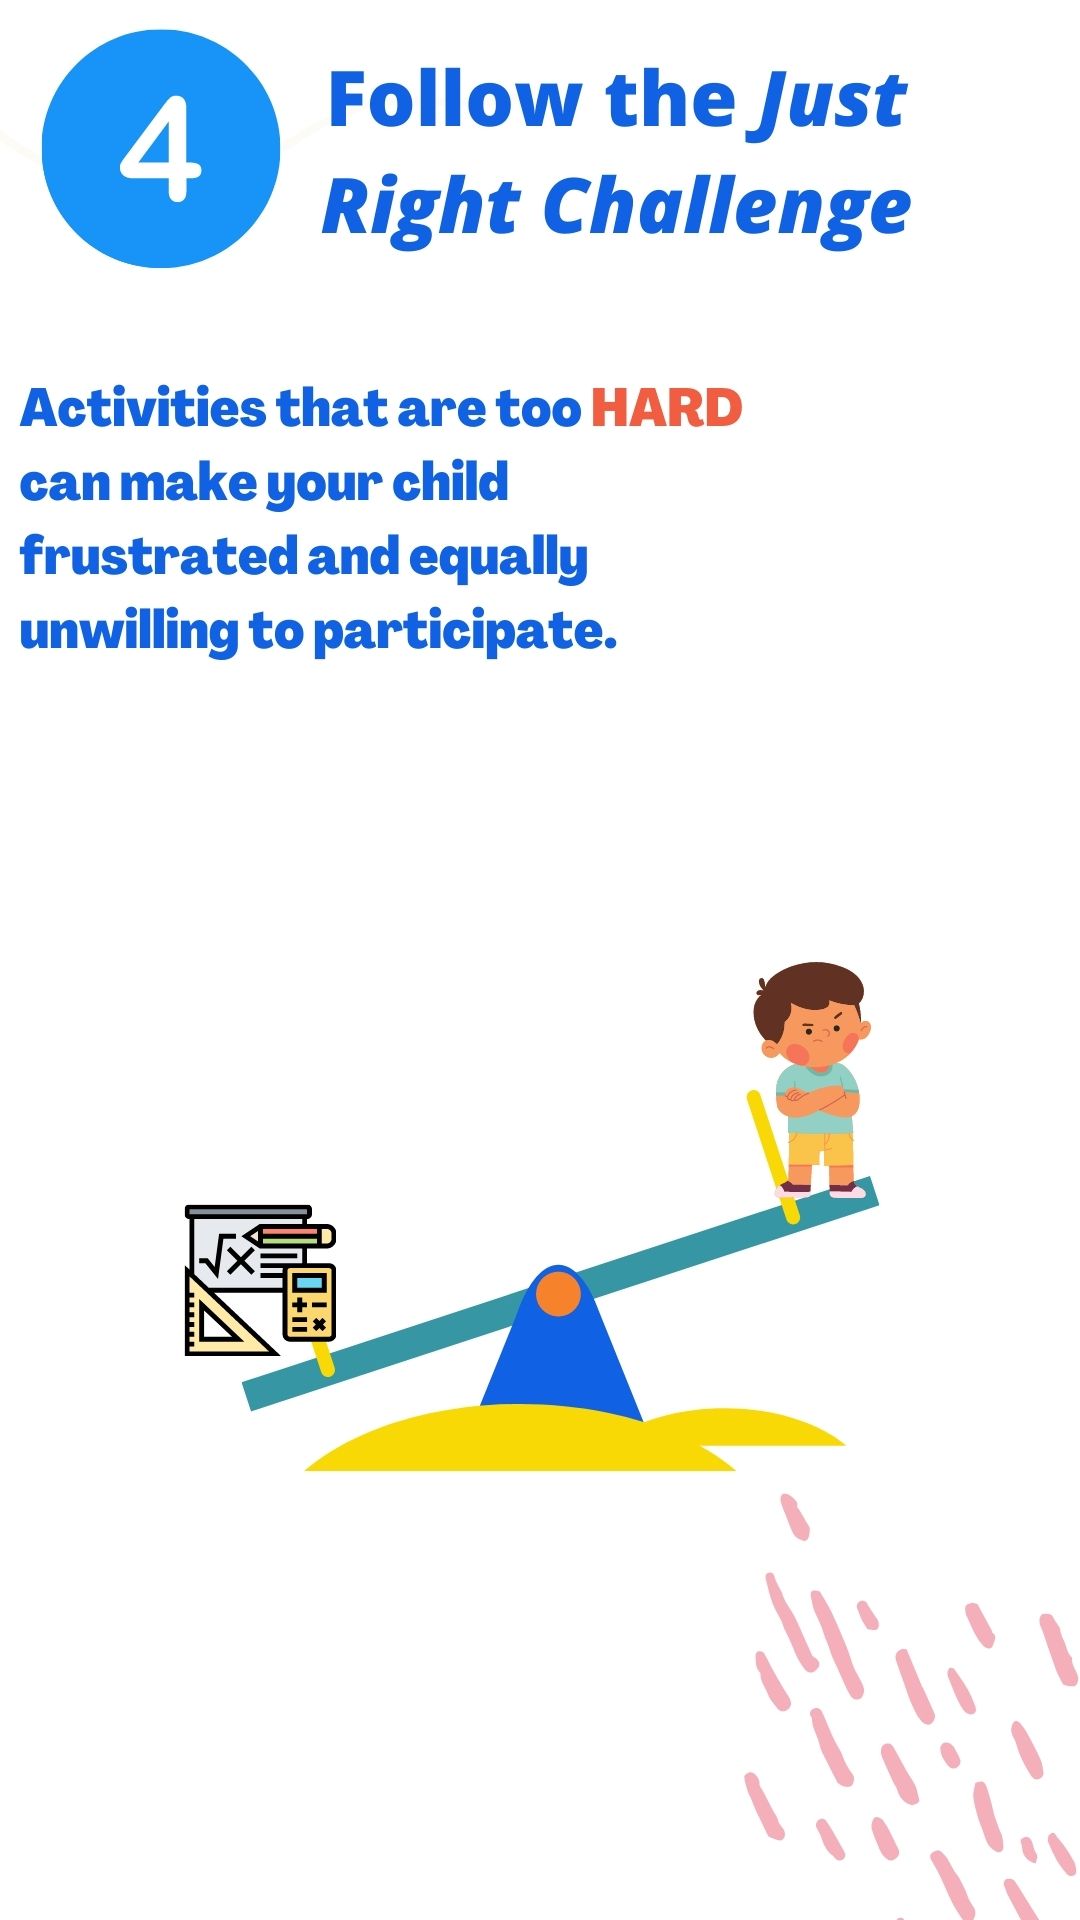 4
Follow the Just
Right Challenge
Activities that are too HARD
can make your child
frustrated and equally
unwilling to participate.